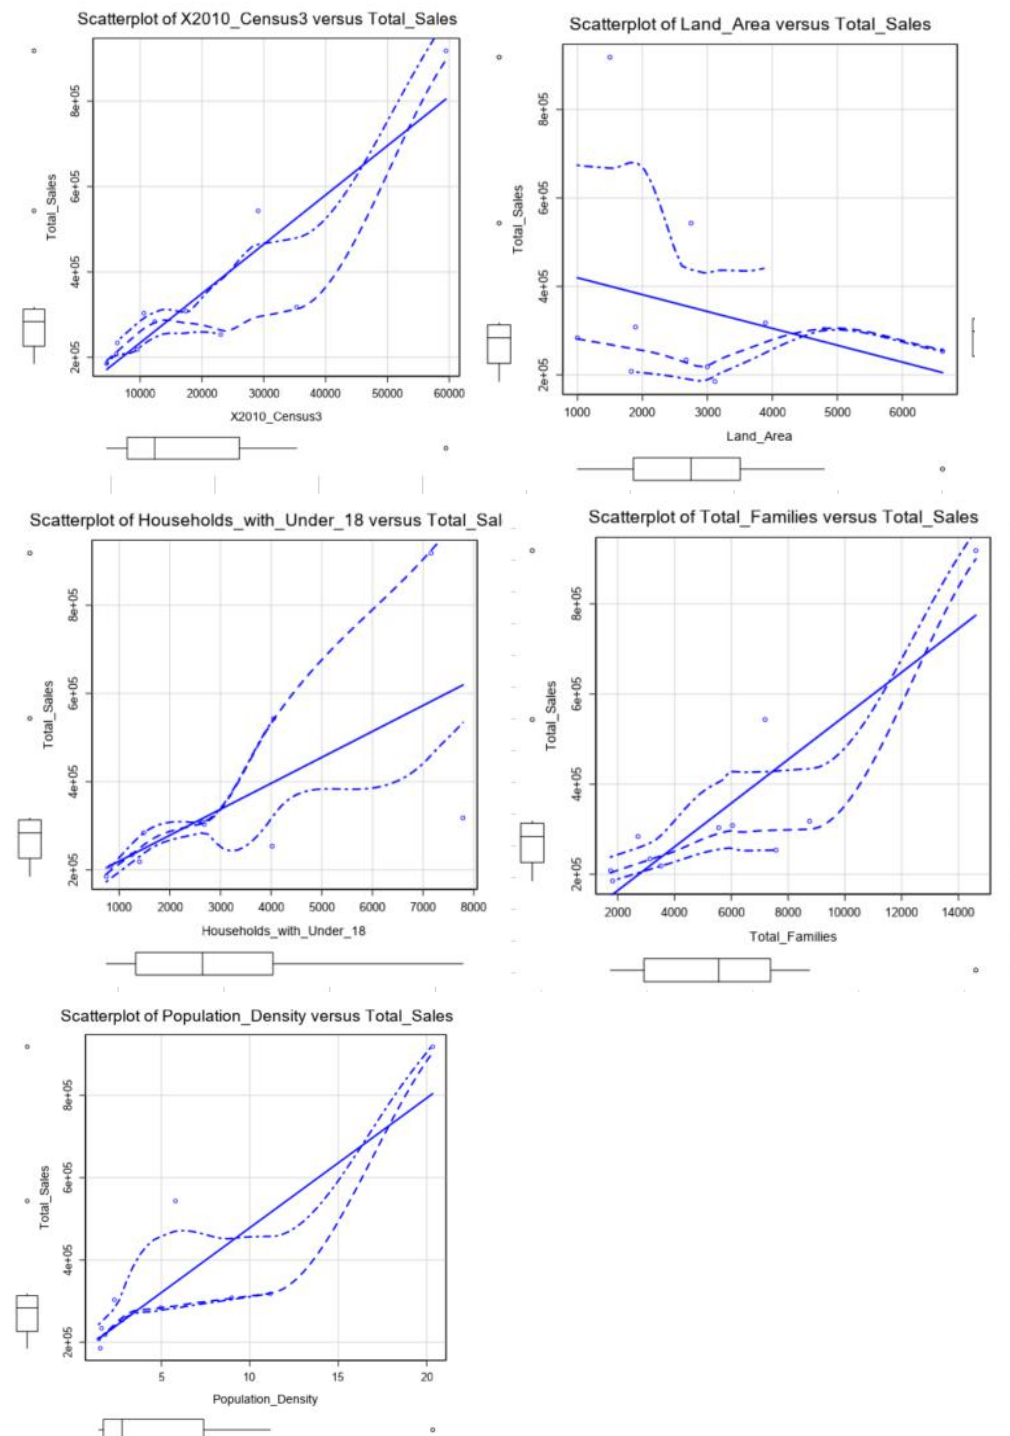 Scatterplot of X2010_Census3 versus Total_Sales
8e+05
6e+05
4e+05
2e+05
Total_Sales
10000 20000 30000 40000 50000 60000
X2010_Census3
Scatterplot of Land_Area versus Total_Sales
8e+05
6e+05
4e+05
2e+05
Total_Sales
1000 2000 3000 4000 5000 6000
Land_Area
Scatterplot of Households_with_Under_18 versus Total_Sal
8e+05
6e+05
4e+05
2e+05
Total_Sales
1000 2000 3000 4000 5000 6000 7000 8000
Households_with_Under_18
Scatterplot of Total_Families versus Total_Sales
8e+05
6e+05
4e+05
2e+05
Total_Sales
2000 4000 6000 8000 10000 12000 14000
Total_Families
Scatterplot of Population_Density versus Total_Sales
8e+05
6e+05
4e+05
2e+05
Total_Sales
5 10 15 20
Population_Density